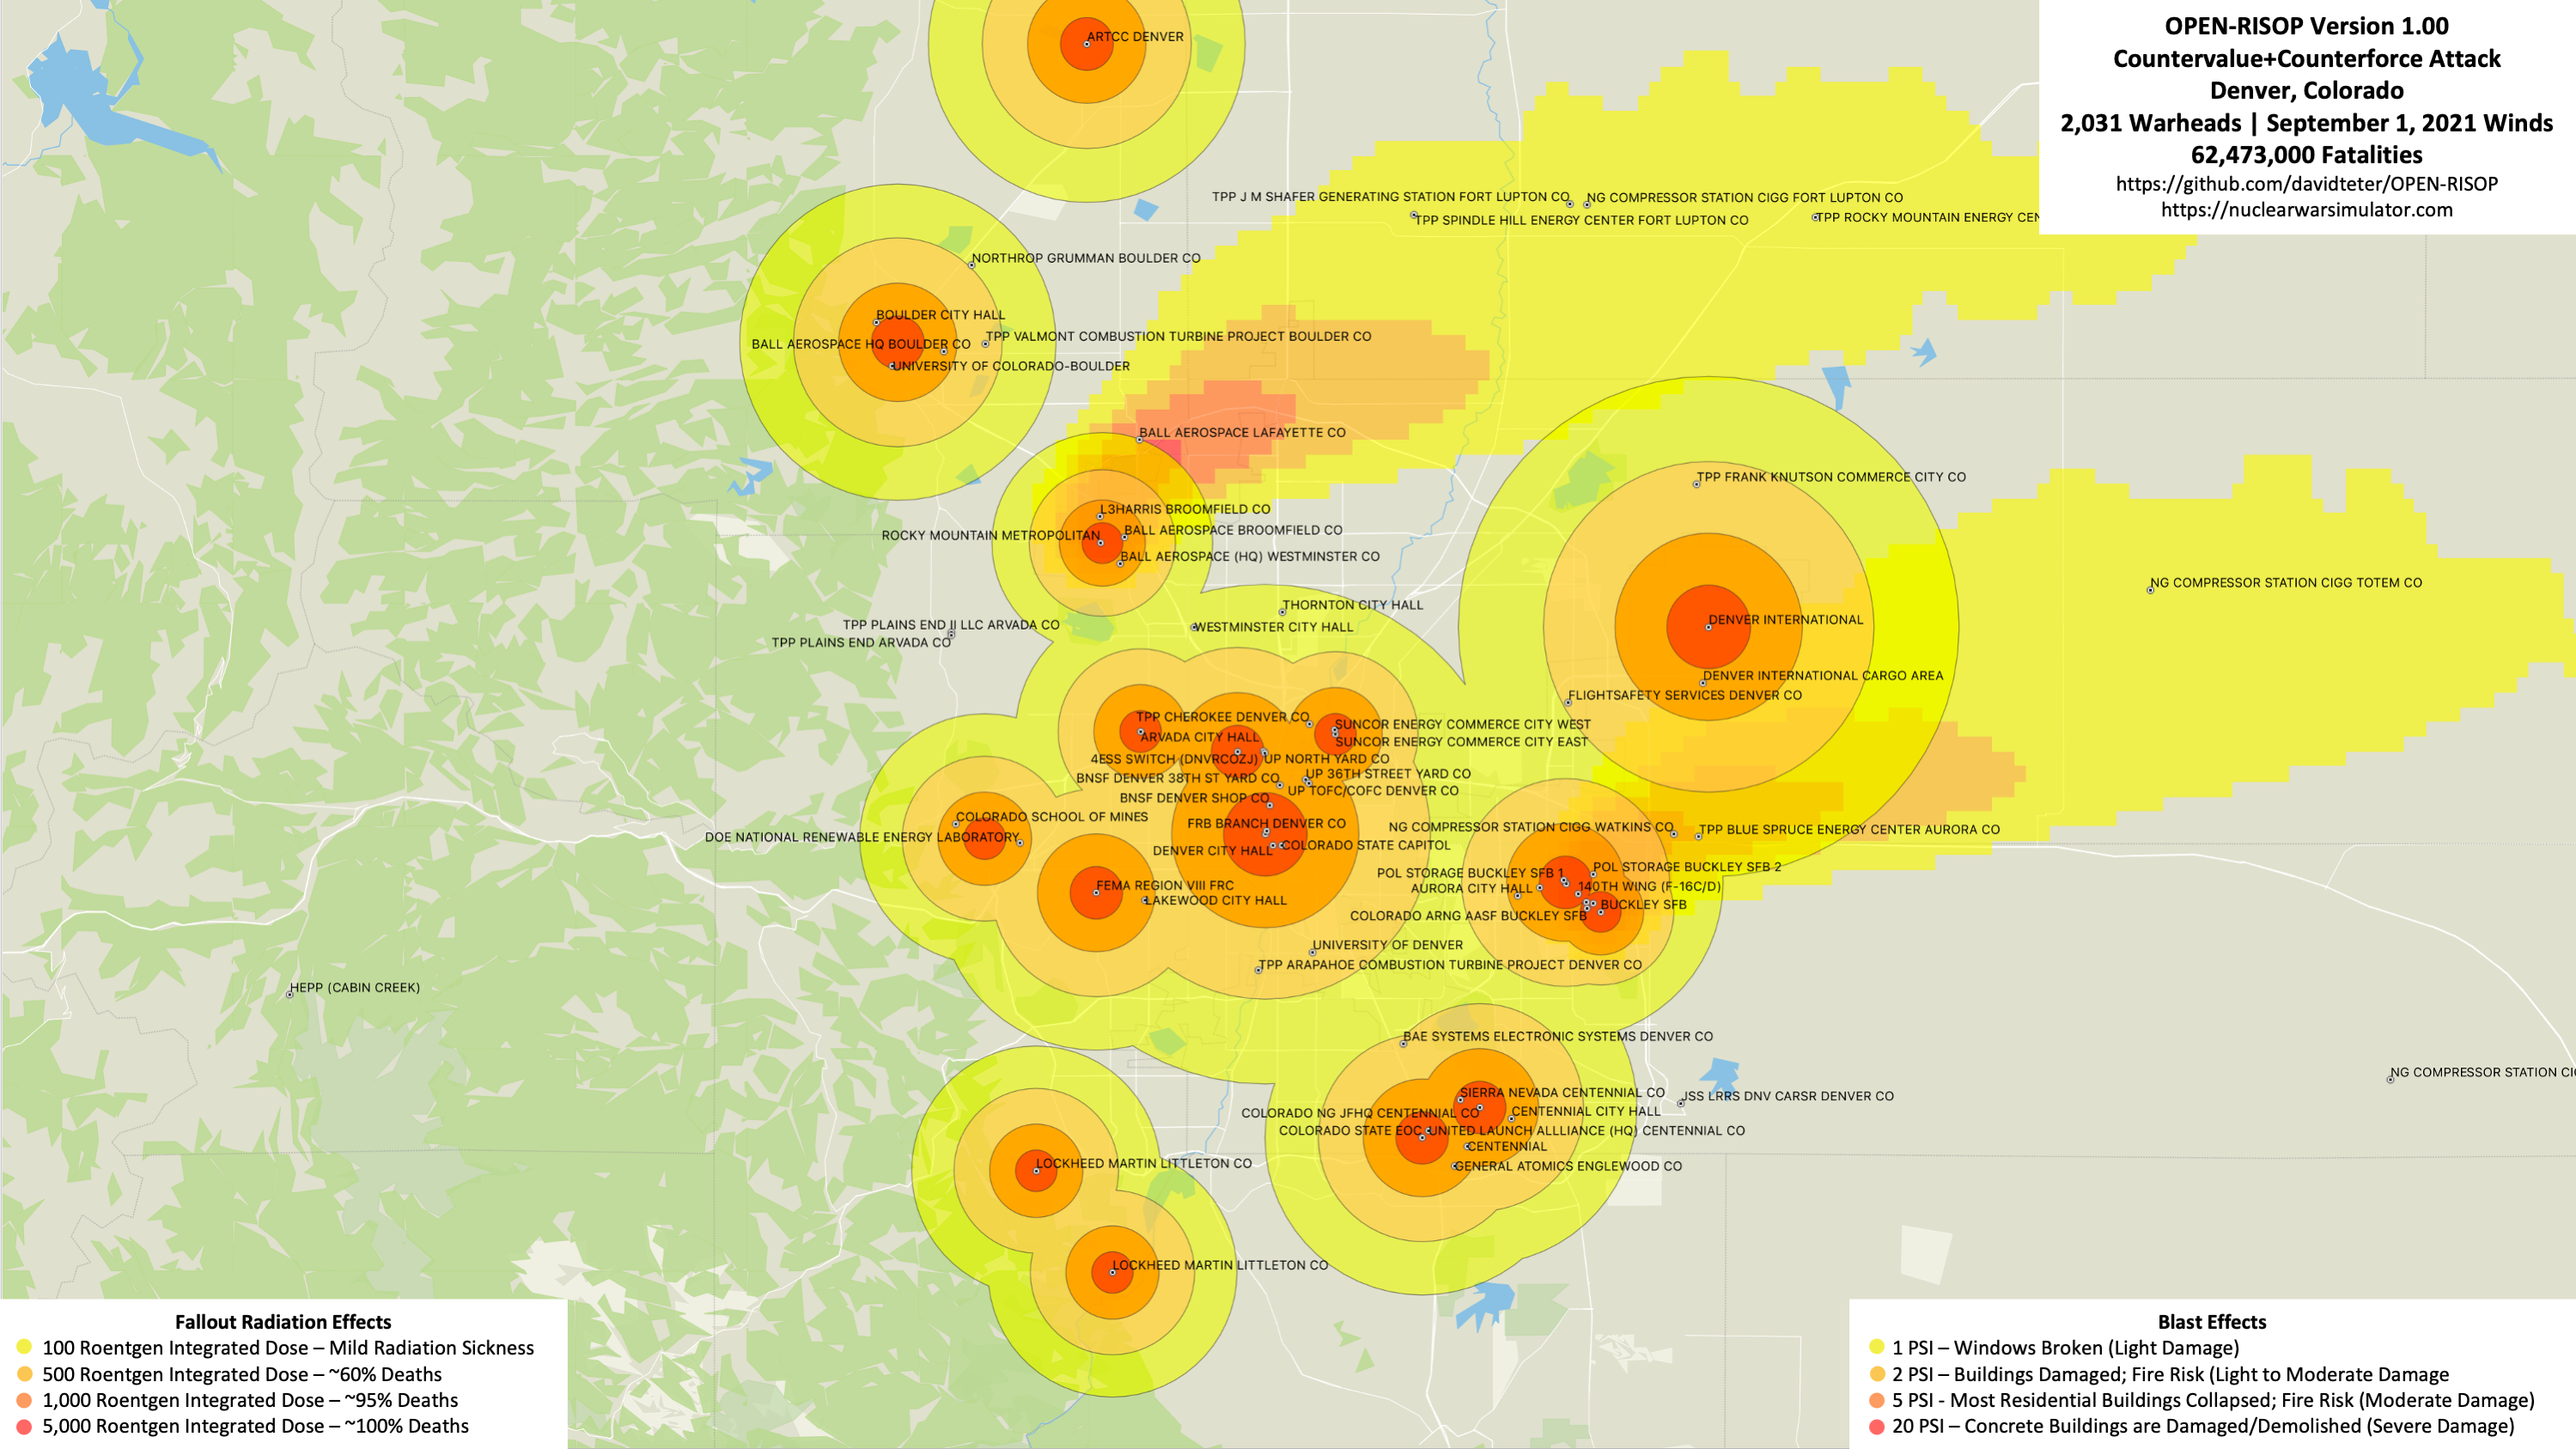 OPEN-RISOP Version 1.00
Countervalue+Counterforce Attack
Denver, Colorado
2,031 Warheads | September 1, 2021 Winds
62,473,000 Fatalities
https://github.com/davidteter/OPEN-RISOP
https://nuclearwarsimulator.com
ARTCC DENVER
TPP J M SHAFER GENERATING STATION FORT LUPTON CO
NG COMPRESSOR STATION CIGG FORT LUPTON CO
TPP SPINDLE HILL ENERGY CENTER FORT LUPTON CO
TPP ROCKY MOUNTAIN ENERGY CEN
NORTHROP GRUMMAN BOULDER CO
BOULDER CITY HALL
TPP VALMONT COMBUSTION TURBINE PROJECT BOULDER CO
BALL AEROSPACE HQ BOULDER CO
UNIVERSITY OF COLORADO-BOULDER
BALL AEROSPACE LAFAYETTE CO
TPP FRANK KNUTSON COMMERCE CITY CO
L3HARRIS BROOMFIELD CO
BALL AEROSPACE BROOMFIELD CO
ROCKY MOUNTAIN METROPOLITAN
BALL AEROSPACE (HQ) WESTMINSTER CO
NG COMPRESSOR STATION CIGG TOTEM CO
THORNTON CITY HALL
TPP PLAINS END II LLC ARVADA CO
WESTMINSTER CITY HALL
DENVER INTERNATIONAL
TPP PLAINS END ARVADA CO
DENVER INTERNATIONAL CARGO AREA
FLIGHTSAFETY SERVICES DENVER CO
TPP CHEROKEE DENVER CO
SUNCOR ENERGY COMMERCE CITY WEST
ARVADA CITY HALL
SUNCOR ENERGY COMMERCE CITY EAST
4ESS SWITCH (DNVRCOZJ)
UP NORTH YARD CO
BNSF DENVER 38TH ST YARD CO
UP 36TH STREET YARD CO
UP TOFC/COFC DENVER CO
BNSF DENVER SHOP CO
COLORADO SCHOOL OF MINES
FRB BRANCH DENVER CO
NG COMPRESSOR STATION CIGG WATKINS CO
TPP BLUE SPRUCE ENERGY CENTER AURORA CO
DOE NATIONAL RENEWABLE ENERGY LABORATORY
DENVER CITY HALL
COLORADO STATE CAPITOL
POL STORAGE BUCKLEY SFB 2
POL STORAGE BUCKLEY SFB 1
FEMA REGION VIII FRC
AURORA CITY HALL
140TH WING (F-16C/D)
LAKEWOOD CITY HALL
BUCKLEY SFB
COLORADO ARNG AASF BUCKLEY SFB
UNIVERSITY OF DENVER
TPP ARAPAHOE COMBUSTION TURBINE PROJECT DENVER CO
HEPP (CABIN CREEK)
BAE SYSTEMS ELECTRONIC SYSTEMS DENVER CO
NG COMPRESSOR STATION
SIERRA NEVADA CENTENNIAL CO
JSS LRRS DNV CARSR DENVER CO
COLORADO NG JFHQ CENTENNIAL CO
CENTENNIAL CITY HALL
COLORADO STATE EOC
UNITED LAUNCH ALLLIANCE (HQ) CENTENNIAL CO
CENTENNIAL
LOCKHEED MARTIN LITTLETON CO
GENERAL ATOMICS ENGLEWOOD CO
LOCKHEED MARTIN LITTLETON CO
Fallout Radiation Effects
100 Roentgen Integrated Dose – Mild Radiation Sickness
500 Roentgen Integrated Dose – ~60% Deaths
1,000 Roentgen Integrated Dose – ~95% Deaths
5,000 Roentgen Integrated Dose – ~100% Deaths
Blast Effects
1 PSI – Windows Broken (Light Damage)
2 PSI – Buildings Damaged; Fire Risk (Light to Moderate Damage
5 PSI - Most Residential Buildings Collapsed; Fire Risk (Moderate Damage)
20 PSI – Concrete Buildings are Damaged/Demolished (Severe Damage)